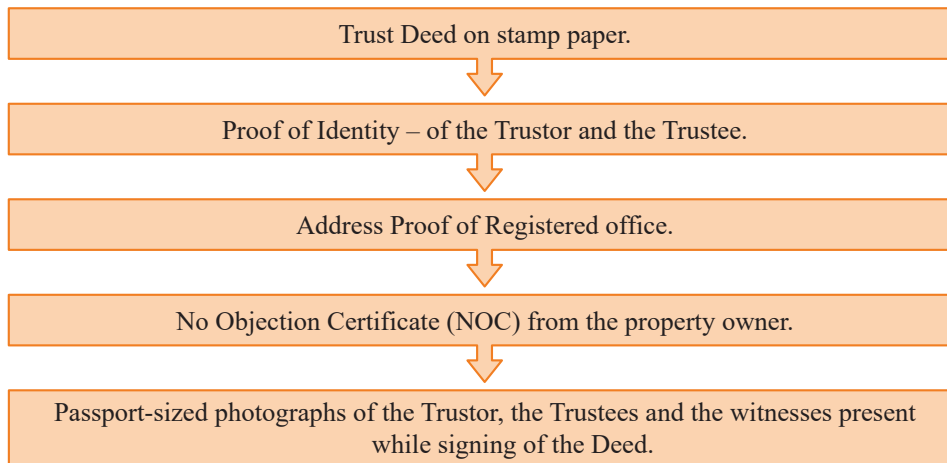 Trust Deed on stamp paper.
Proof of Identity – of the Trustor and the Trustee.
Address Proof of Registered office.
No Objection Certificate (NOC) from the property owner.
Passport-sized photographs of the Trustor, the Trustees and the witnesses present
while signing of the Deed.